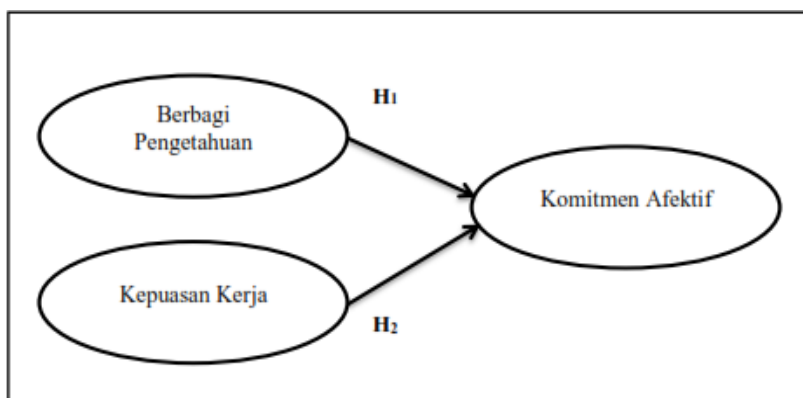 Berbagi
Pengetahuan
H1
Komitmen Afektif
Kepuasan Kerja
H2